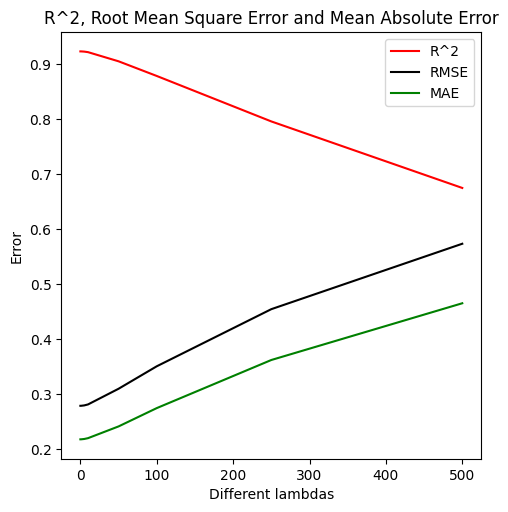 R^2, Root Mean Square Error and Mean Absolute Error
R^2
RMSE
MAE
Error
0.9
0.8
0.7
0.6
0.5
0.4
0.3
0.2
0 100 200 300 400 500
Different lambdas